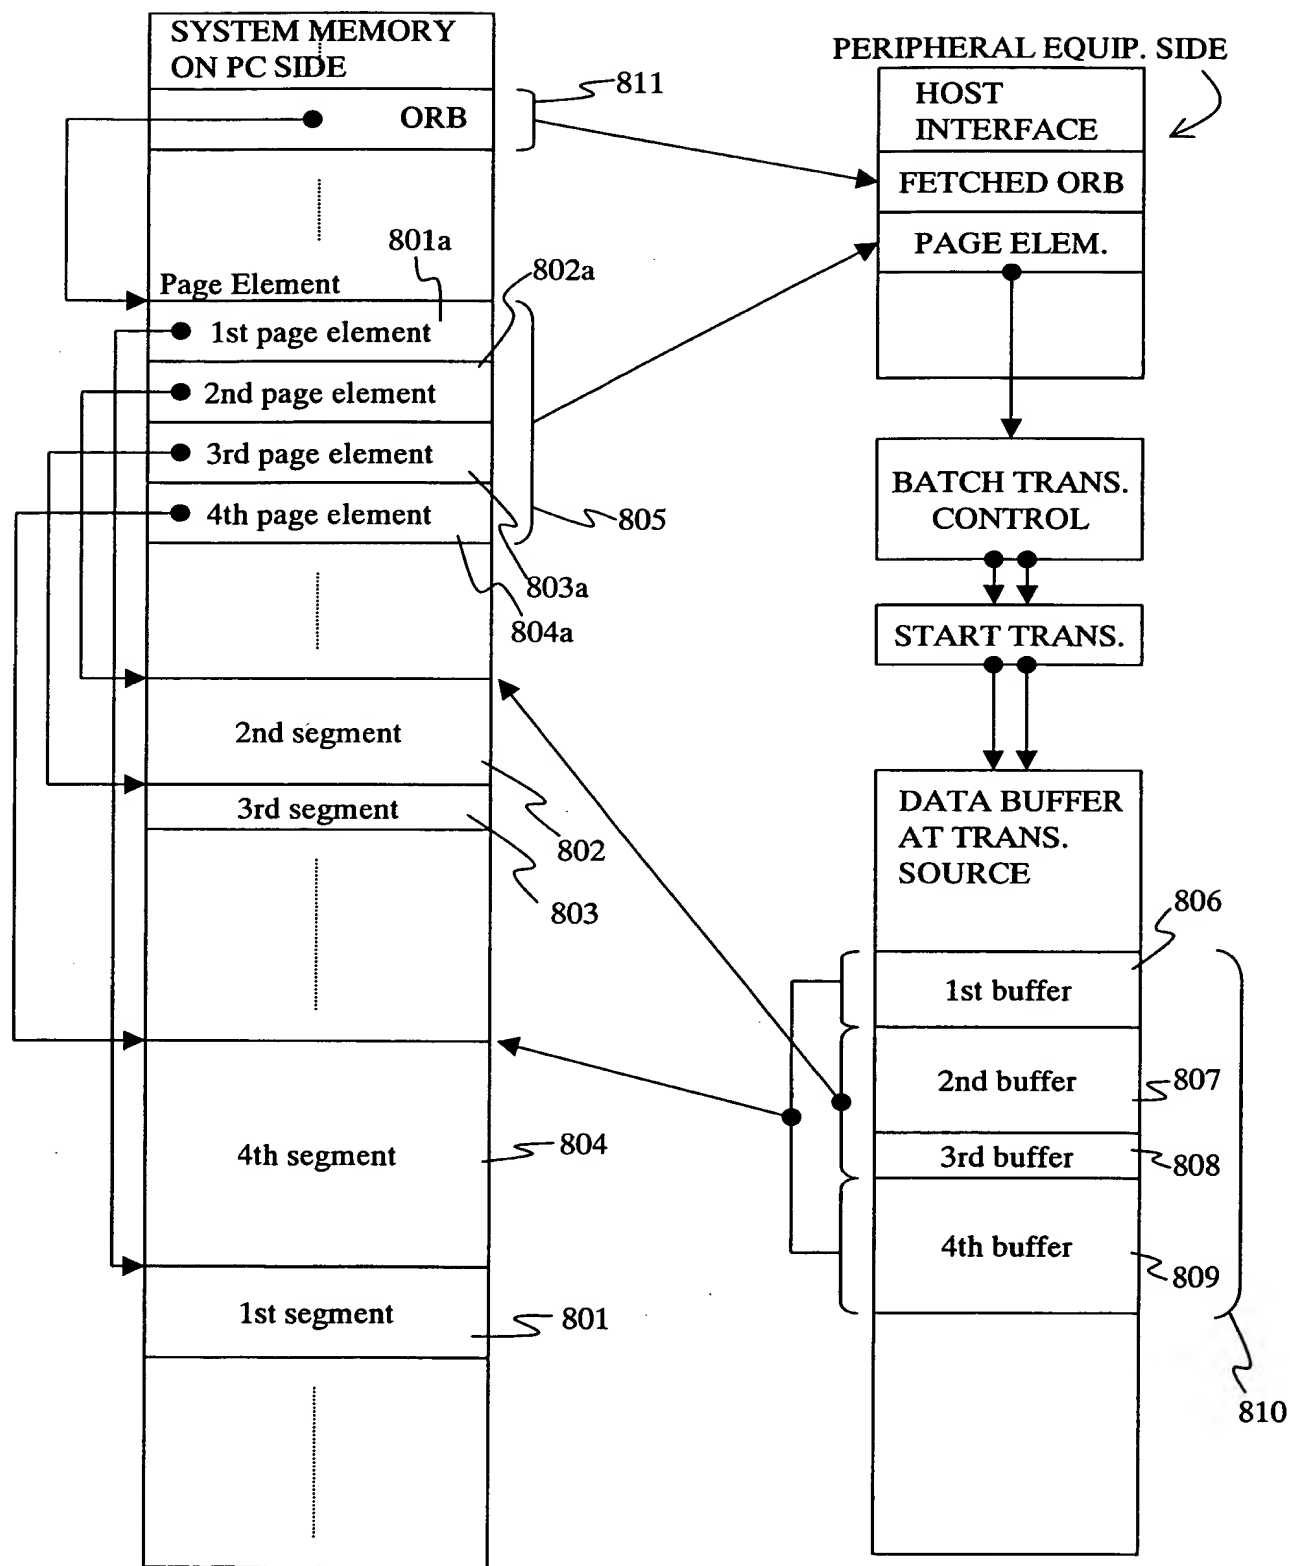 SYSTEM MEMORY
ON PC SIDE
811
ORB
PERIPHERAL EQUIP. SIDE
HOST
INTERFACE
FETCHED ORB
PAGE ELEM.
801a
802a
Page Element
1st page element
2nd page element
3rd page element
4th page element
805
803a
804a
BATCH TRANS.
CONTROL
START TRANS.
2nd segment
3rd segment
802
803
DATA BUFFER
AT TRANS.
SOURCE
806
1st buffer
2nd buffer
807
3rd buffer
808
4th buffer
809
4th segment
804
1st segment
801
810